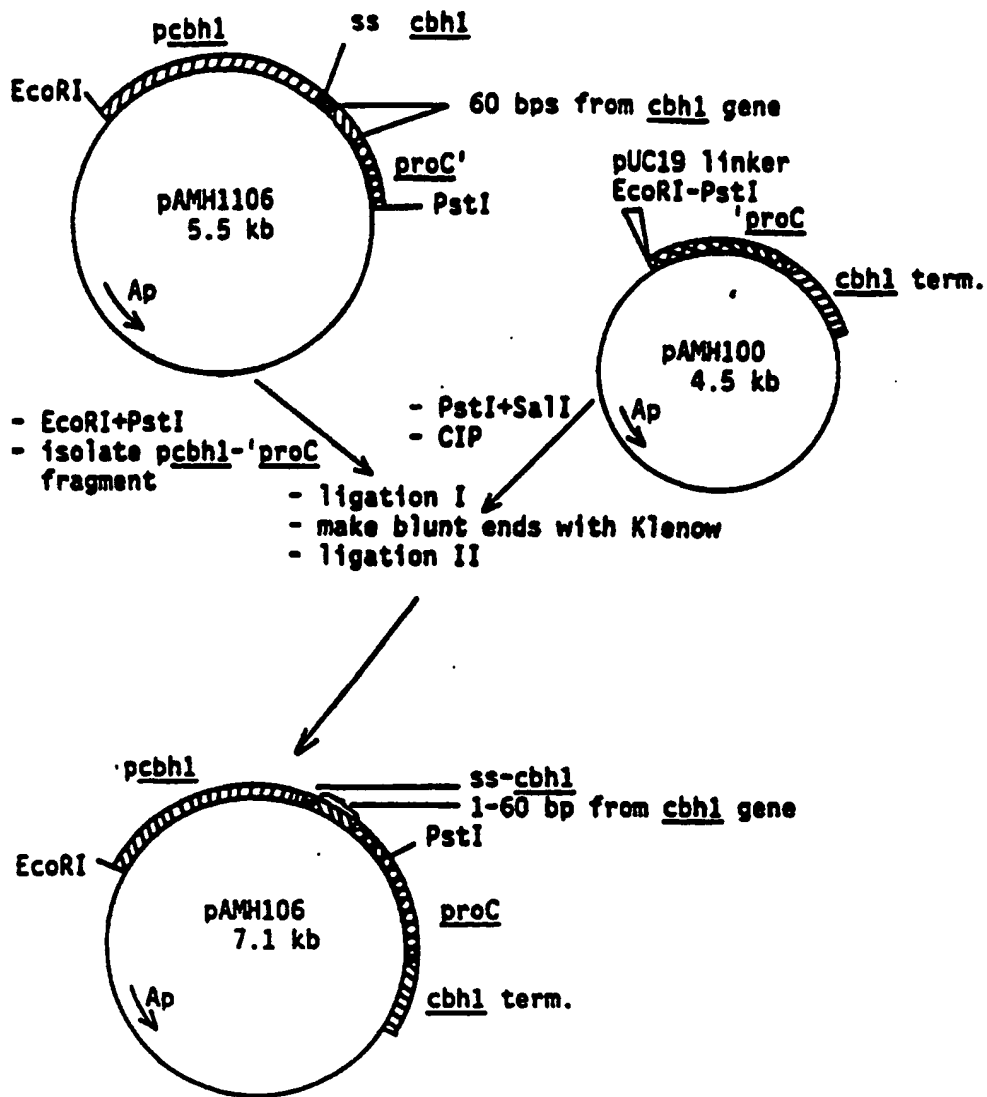 pcbh1
ss cbh1
EcoRI
60 bps from cbh1 gene
proC'
PstI
pAMH1106
5.5 kb
Ap
pUC19 linker
EcoRI-PstI
'proC
cbh1 term.
pAMH100
4.5 kb
Ap
- EcoRI+PstI
- isolate pcbh1-'proC
fragment
- PstI+SalI
- CIP
- ligation I
- make blunt ends with Klenow
- ligation II
pcbh1
ss-cbh1
1-60 bp from cbh1 gene
PstI
EcoRI
pAMH106
7.1 kb
proC
Ap
cbh1 term.